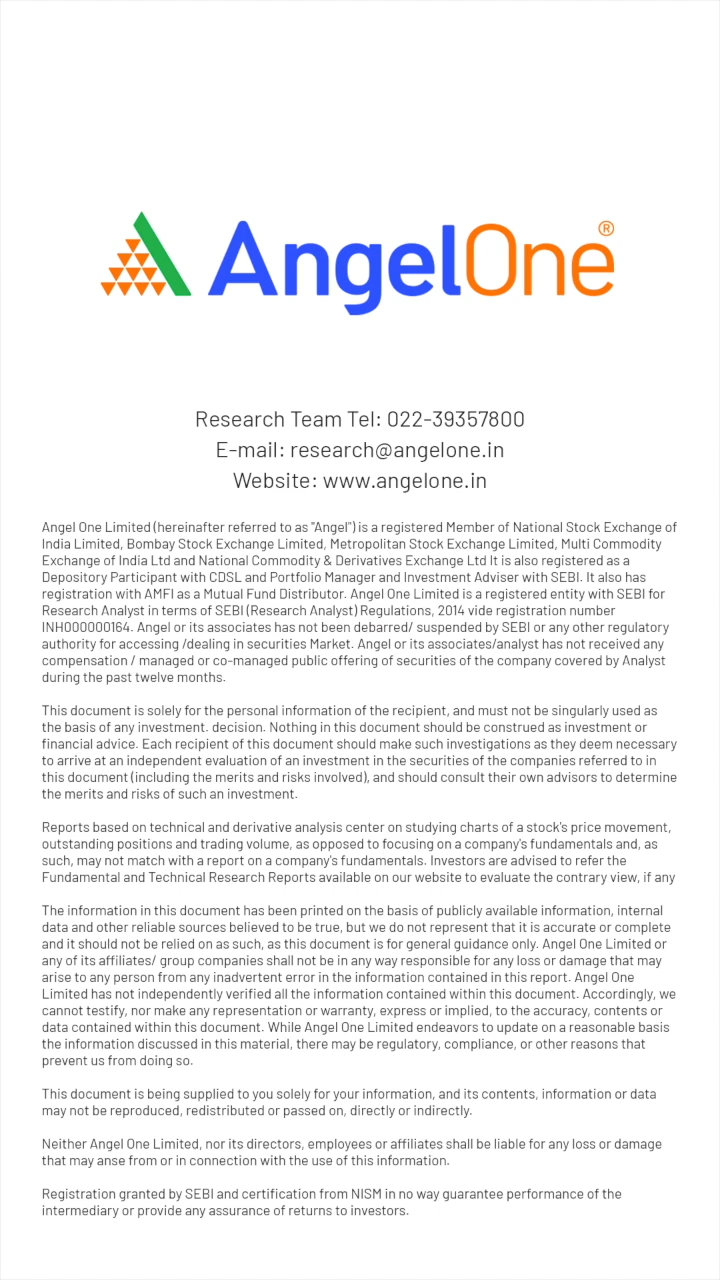 AngelOne®
Research Team Tel: 022-39357800
E-mail: research@angelone.in
Website: www.angelone.in
Angel One Limited (hereinafter referred to as "Angel") is a registered Member of National Stock Exchange of
India Limited, Bombay Stock Exchange Limited, Metropolitan Stock Exchange Limited, Multi Commodity
Exchange of India Ltd and National Commodity & Derivatives Exchange Ltd It is also registered as a
Depository Participant with CDSL and Portfolio Manager and Investment Adviser with SEBI. It also has
registration with AMFI as a Mutual Fund Distributor. Angel One Limited is a registered entity with SEBI for
Research Analyst in terms of SEBI (Research Analyst) Regulations, 2014 vide registration number
INH000000164. Angel or its associates has not been debarred/ suspended by SEBI or any other regulatory
authority for accessing /dealing in securities Market. Angel or its associates/analyst has not received any
compensation / managed or co-managed public offering of securities of the company covered by Analyst
during the past twelve months.
This document is solely for the personal information of the recipient, and must not be singularly used as
the basis of any investment. decision. Nothing in this document should be construed as investment or
financial advice. Each recipient of this document should make such investigations as they deem necessary
to arrive at an independent evaluation of an investment in the securities of the companies referred to in
this document (including the merits and risks involved), and should consult their own advisors to determine
the merits and risks of such an investment.
Reports based on technical and derivative analysis center on studying charts of a stock's price movement,
outstanding positions and trading volume, as opposed to focusing on a company's fundamentals and, as
such, may not match with a report on a company's fundamentals. Investors are advised to refer the
Fundamental and Technical Research Reports available on our website to evaluate the contrary view, if any
The information in this document has been printed on the basis of publicly available information, internal
data and other reliable sources believed to be true, but we do not represent that it is accurate or complete
and it should not be relied on as such, as this document is for general guidance only. Angel One Limited or
any of its affiliates/ group companies shall not be in any way responsible for any loss or damage that may
arise to any person from any inadvertent error in the information contained in this report. Angel One
Limited has not independently verified all the information contained within this document. Accordingly, we
cannot testify, nor make any representation or warranty, express or implied, to the accuracy, contents or
data contained within this document. While Angel One Limited endeavors to update on a reasonable basis
the information discussed in this material, there may be regulatory, compliance, or other reasons that
prevent us from doing so.
This document is being supplied to you solely for your information, and its contents, information or data
may not be reproduced, redistributed or passed on, directly or indirectly.
Neither Angel One Limited, nor its directors, employees or affiliates shall be liable for any loss or damage
that may anse from or in connection with the use of this information.
Registration granted by SEBI and certification from NISM in no way guarantee performance of the
intermediary or provide any assurance of returns to investors.